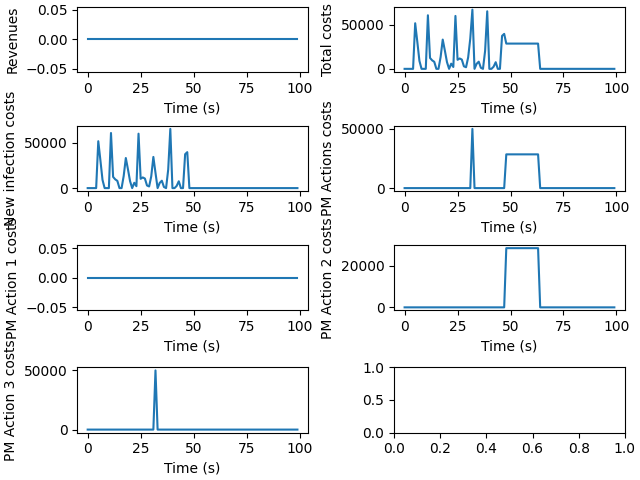 Revenues
0.05
0.00
−0.05
0 25 50 75 100
Time (s)
Total costs
50000
0
0 25 50 75 100
Time (s)
New infection costs
50000
0
0 25 50 75 100
Time (s)
PM Actions costs
50000
0
0 25 50 75 100
Time (s)
PM Action 1 costs
0.05
0.00
−0.05
0 25 50 75 100
Time (s)
PM Action 2 costs
20000
0
0 25 50 75 100
Time (s)
PM Action 3 costs
50000
0
0 25 50 75 100
Time (s)
1.0
0.5
0.0
0.0 0.2 0.4 0.6 0.8 1.0